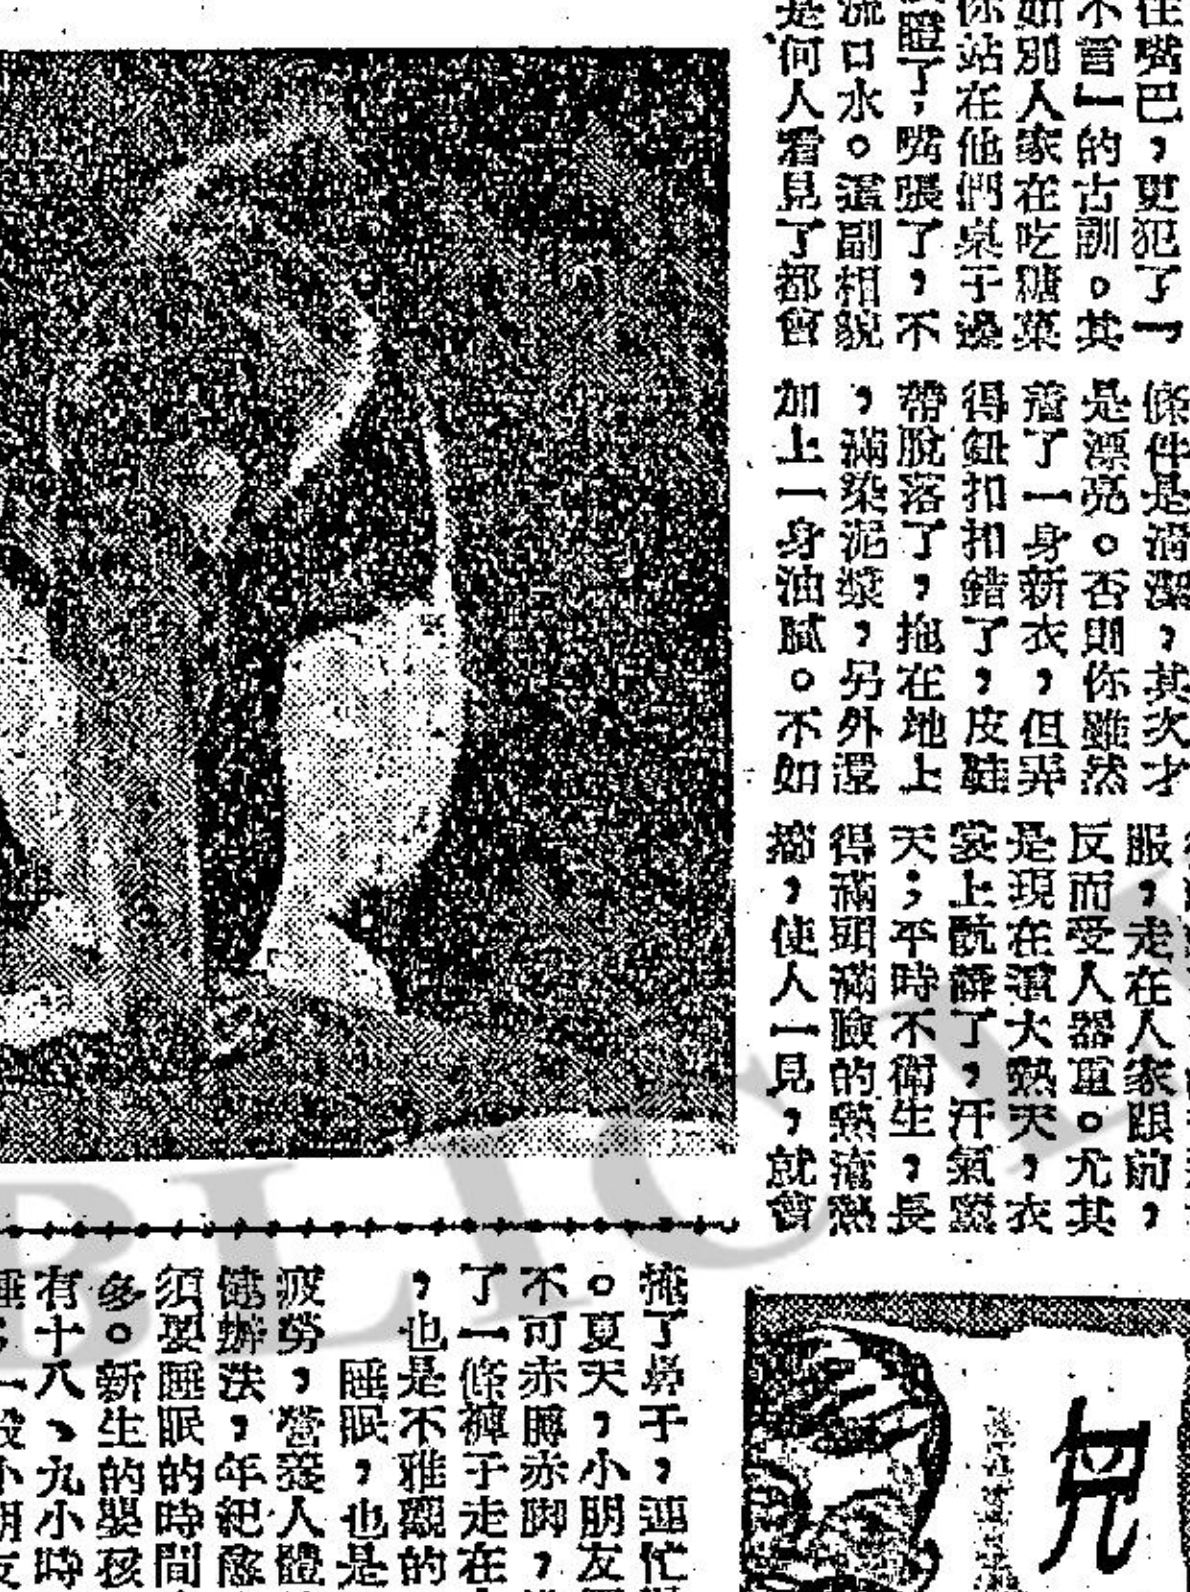 住嘴巴，更犯了一
不言』的古訓。其
如別人家在吃糖菓
你站在他們桌子邊
瞪了，嘴張了，不
流口水。這副相貌
是何人看見了都會
條件是清潔，其次才
是漂亮。否則你雖然
着了一身新衣，但弄
得鈕扣扣錯了，皮鞋
帶脫落了，拖在地上
，滿染泥漿，另外還
加上一身油膩。不如
服，走在人家眼前，
反而受人器重。尤其
是現在這大熱天，衣
裳上骯髒了，汗氣
天；平時不衛生，長
得滿頭滿臉的熱瘡熱
癤，使人一見，就會
掩了鼻子，連忙
。夏天，小朋友
不可赤膊赤脚，
了一條褲子走在
，也是不雅觀的
睡眠，也是
疲勞，營養人體
健辦法，年紀愈
須要睡眠的時間
多。新生的嬰孩
有十八、九小時
兒
BLIC